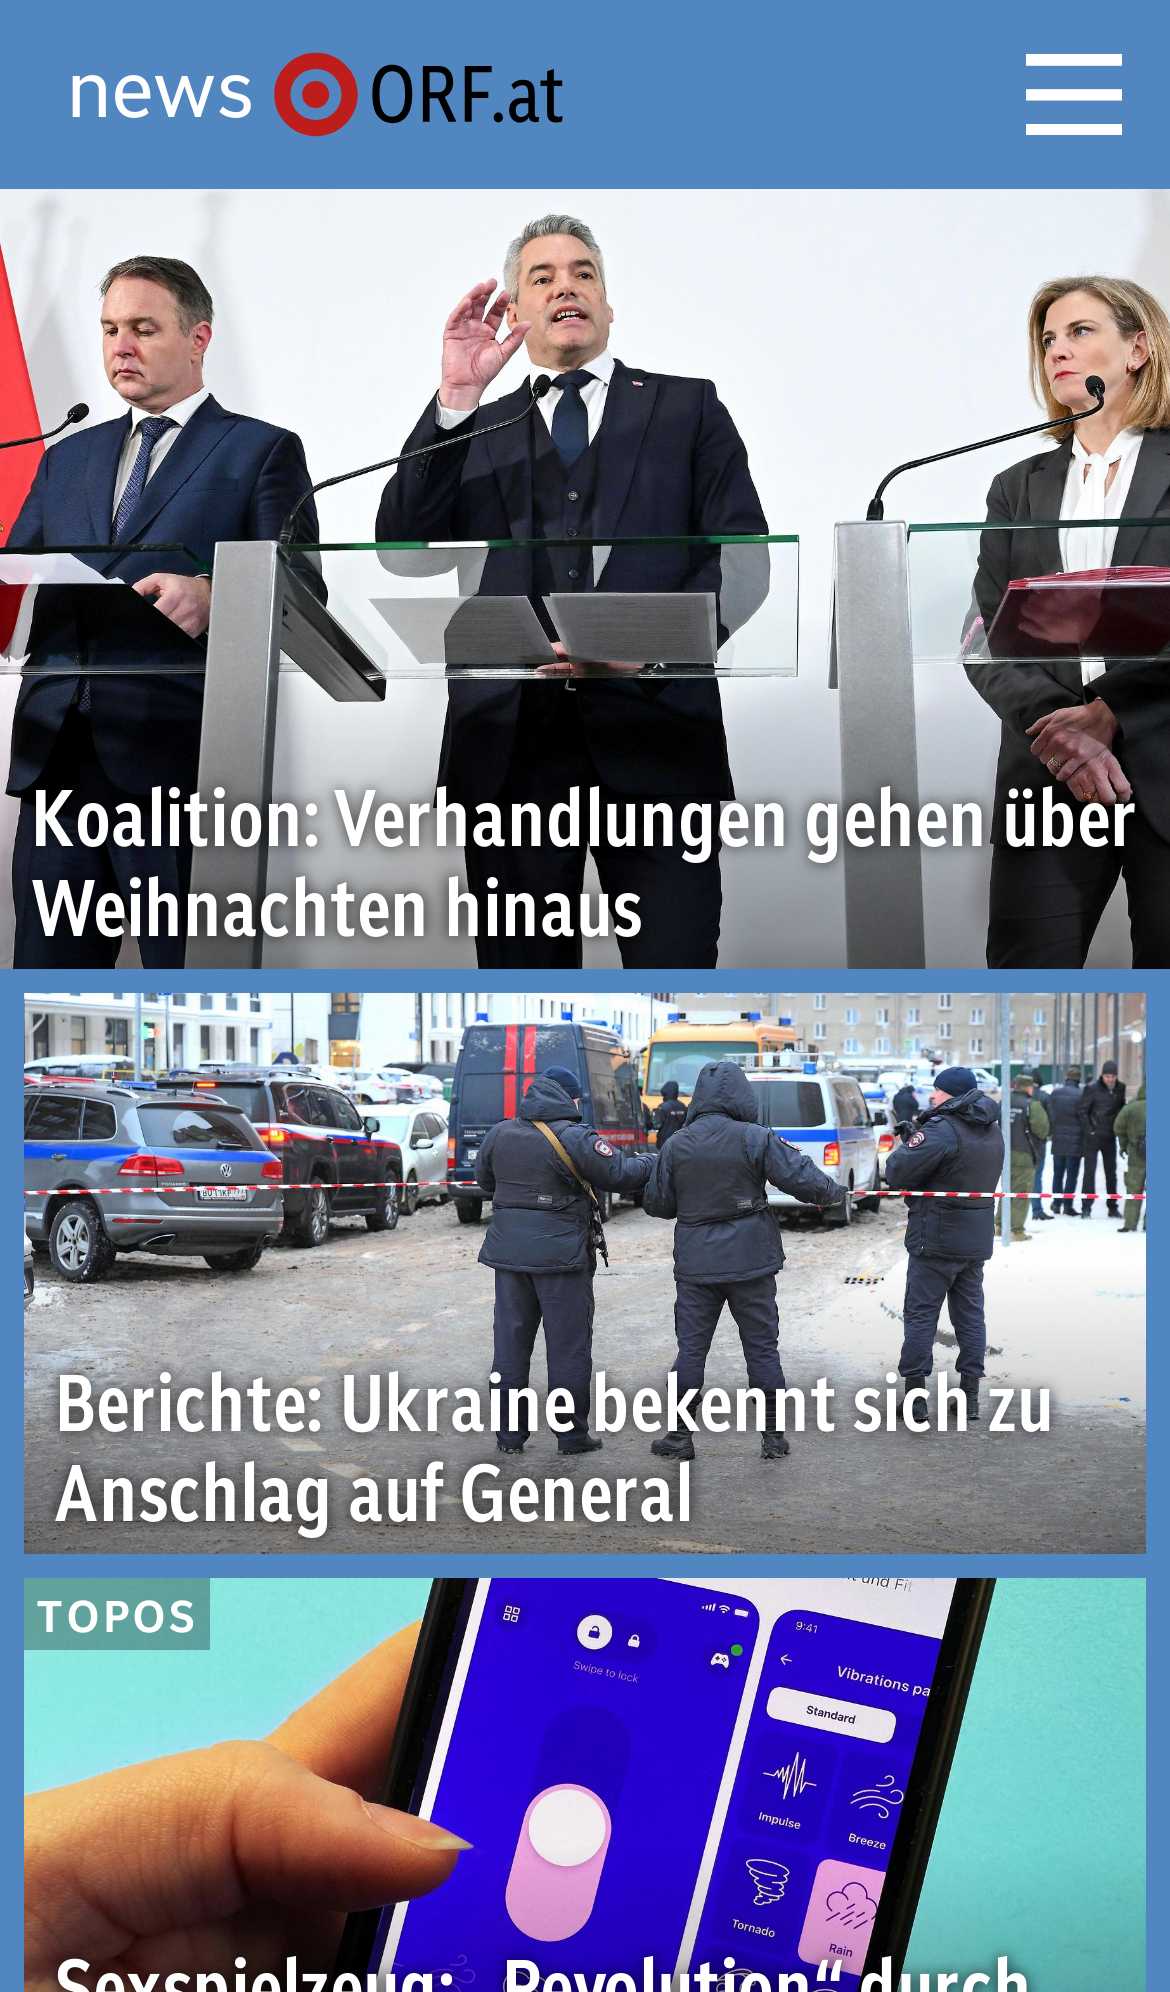 news ORF.at
Koalition: Verhandlungen gehen über
Weihnachten hinaus
Berichte: Ukraine bekennt sich zu
Anschlag auf General
TOPOS
Swipe to lock
9:41
Vibrations
Standard
Impulse
Breeze
Tornado
Rain
Sexspielzeug: „Revolution“ durch